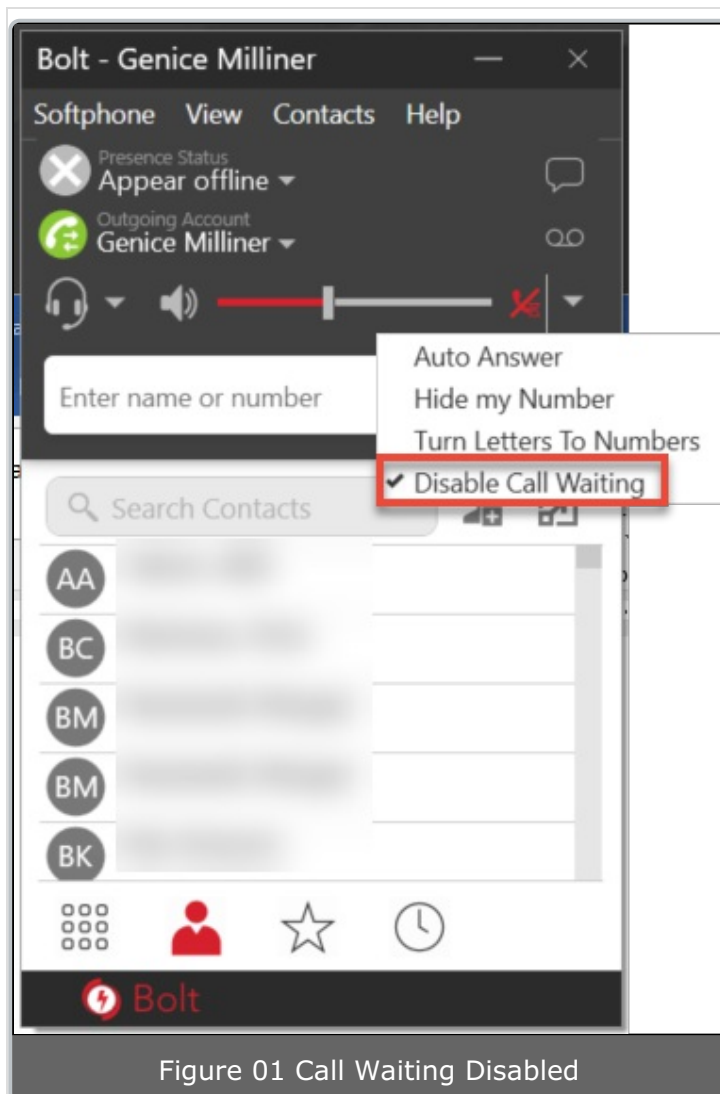 Bolt - Genice Milliner
Softphone View Contacts Help
Presence Status
Appear offline
Outgoing Account
Genice Milliner
Enter name or number
Auto Answer
Hide my Number
Turn Letters To Numbers
Disable Call Waiting
Search Contacts
AA
BC
BM
BM
BK
Bolt
Figure 01 Call Waiting Disabled